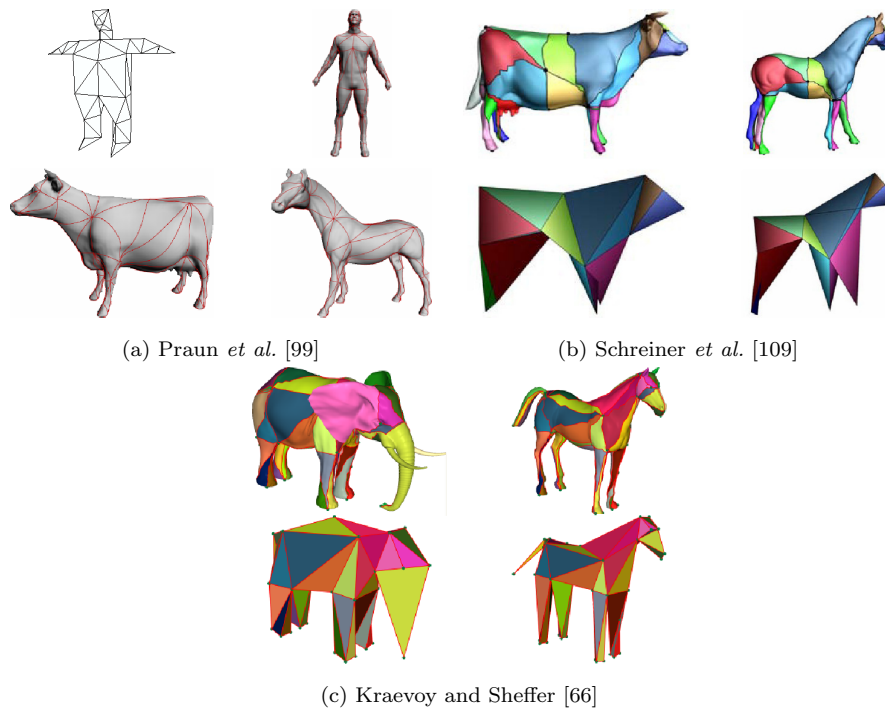 (a) Praun et al. [99]
(b) Schreiner et al. [109]
(c) Kraevoy and Sheffer [66]